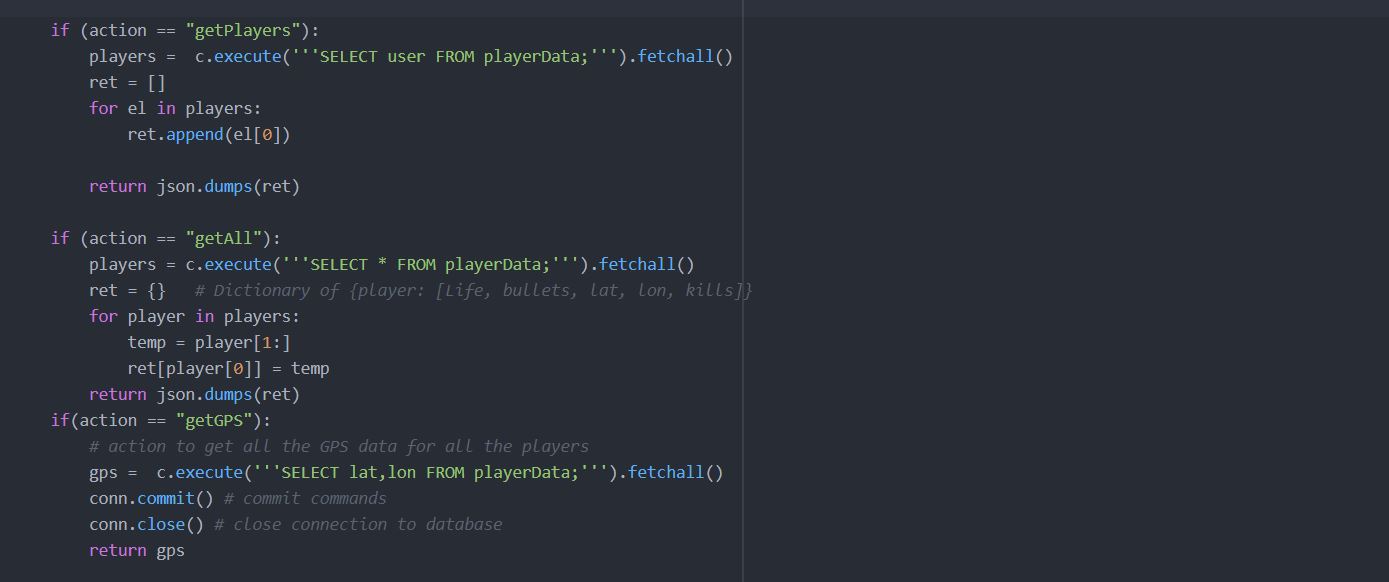 if (action == "getPlayers"):
players =  c.execute('''SELECT user FROM playerData;''').fetchall()
ret = []
for el in players:
ret.append(el[0])
return json.dumps(ret)
if (action == "getAll"):
players = c.execute('''SELECT * FROM playerData;''').fetchall()
ret = {}   # Dictionary of {player: [Life, bullets, lat, lon, kills]}
for player in players:
temp = player[1:]
ret[player[0]] = temp
return json.dumps(ret)
if(action == "getGPS"):
# action to get all the GPS data for all the players
gps =  c.execute('''SELECT lat,lon FROM playerData;''').fetchall()
conn.commit() # commit commands
conn.close() # close connection to database
return gps